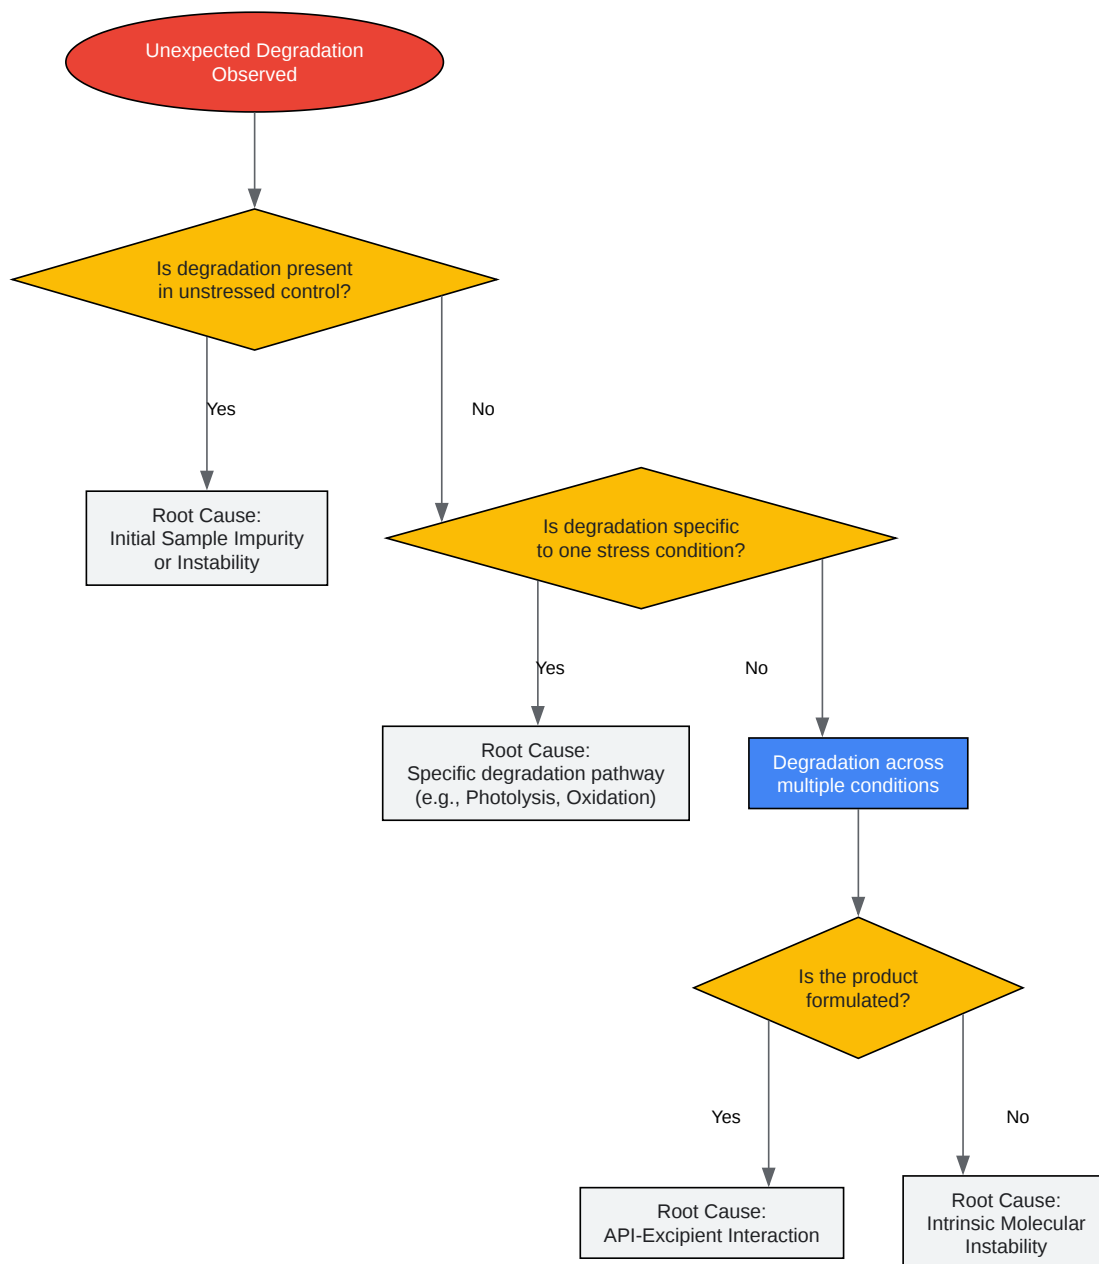 Unexpected Degradation
Observed
Is degradation present
in unstressed control?
Yes
No
Root Cause:
Initial Sample Impurity
or Instability
Is degradation specific
to one stress condition?
Yes
No
Root Cause:
Specific degradation pathway
(e.g., Photolysis, Oxidation)
Degradation across
multiple conditions
Is the product
formulated?
Yes
No
Root Cause:
API-Excipient Interaction
Root Cause:
Intrinsic Molecular
Instability